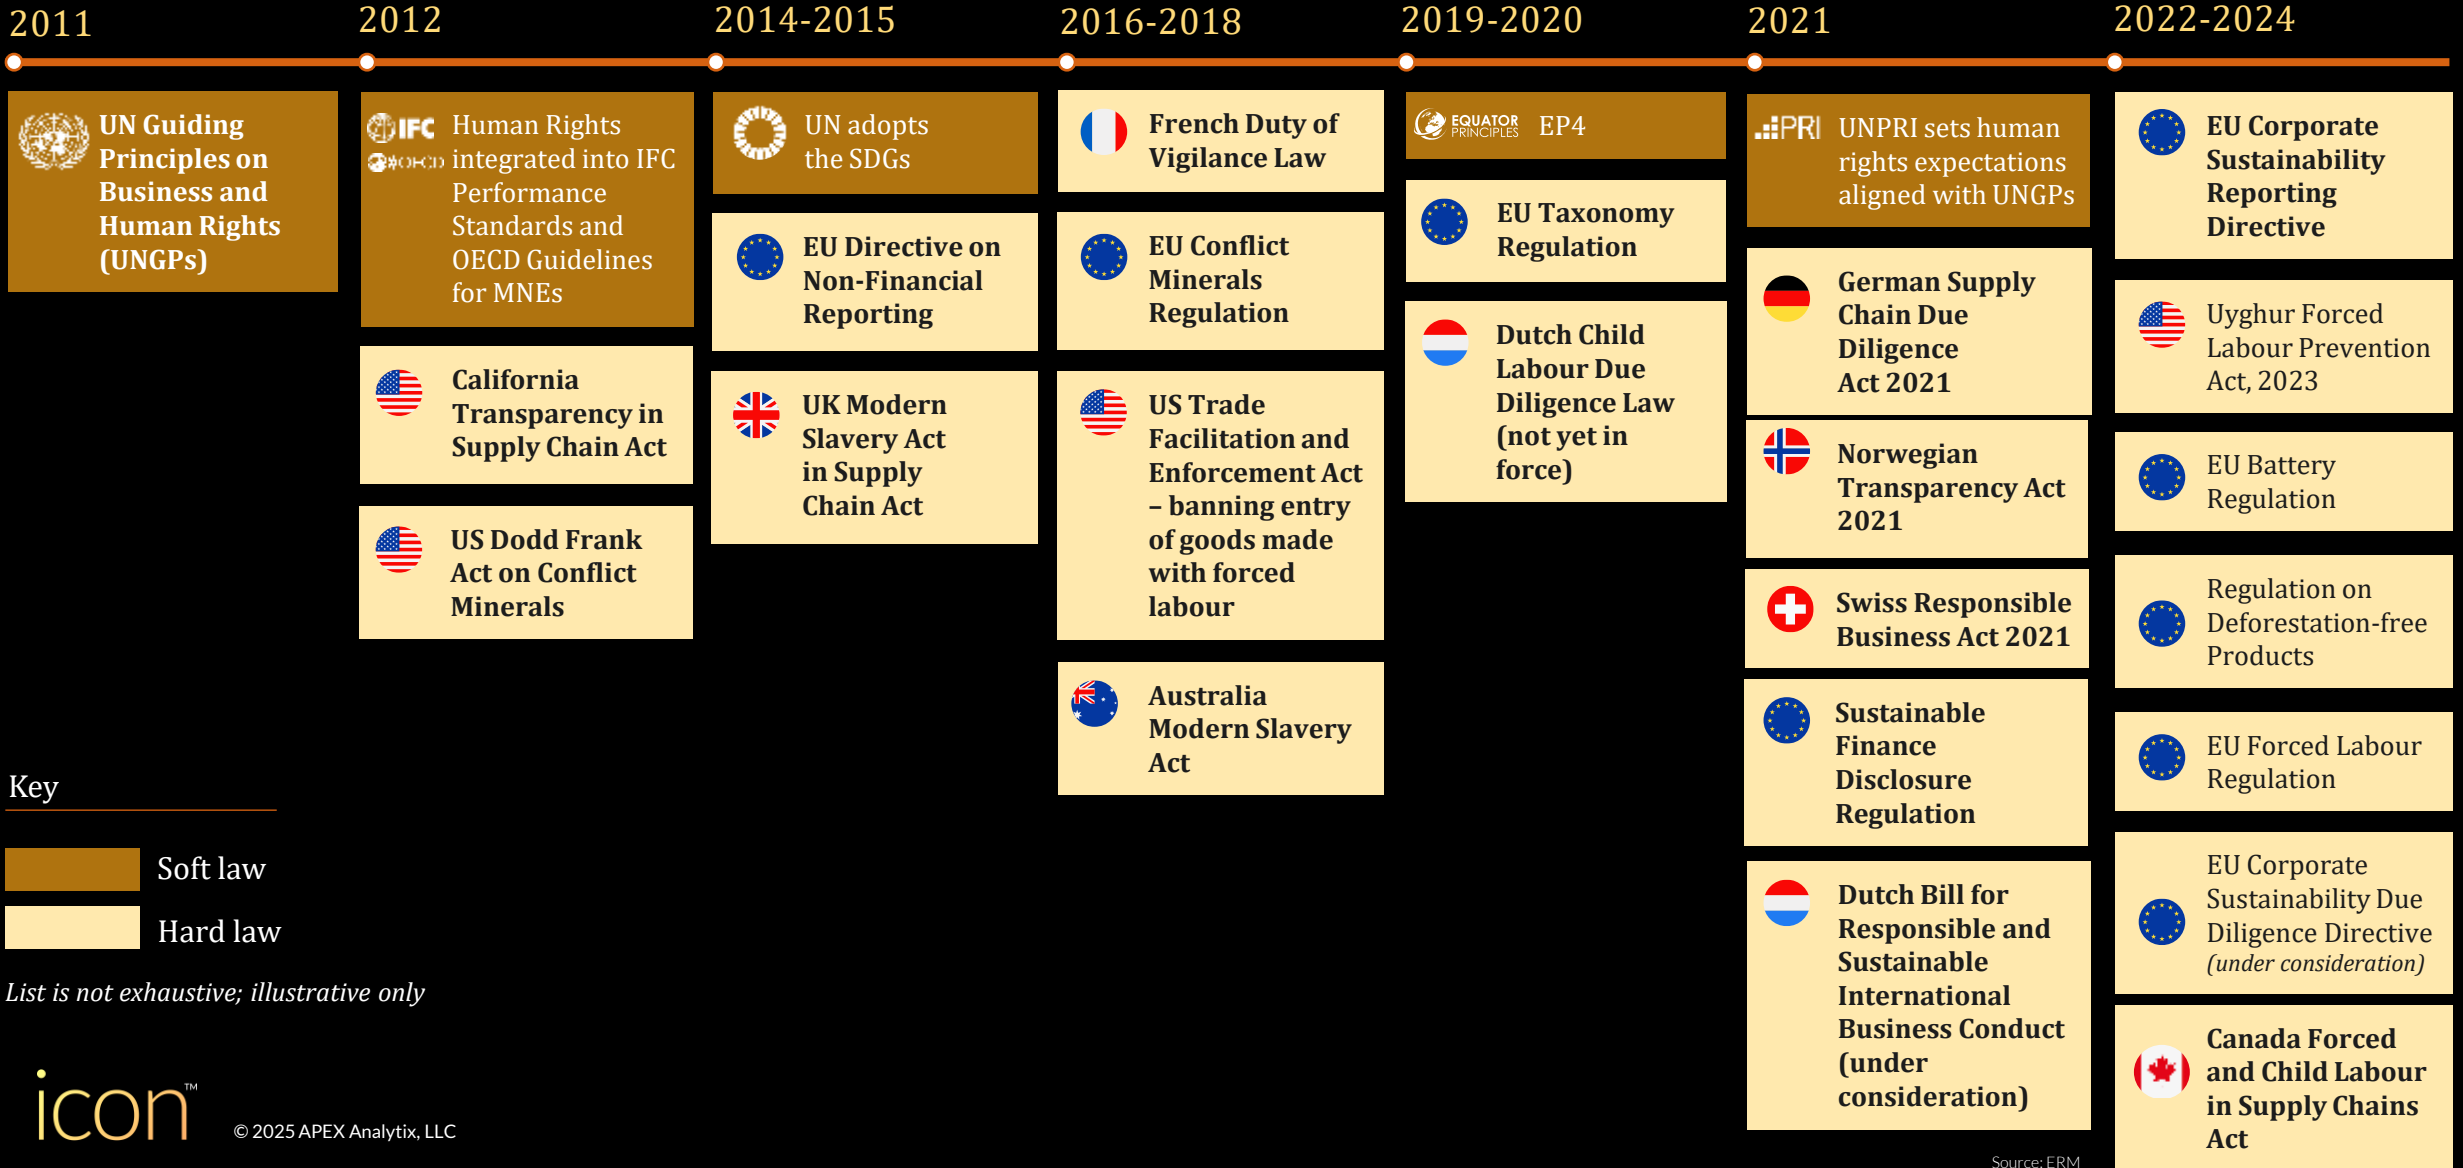 2011
UN Guiding
Principles on
Business and
Human Rights
(UNGPs)
2012
IFC
OECD
Human Rights
integrated into IFC
Performance
Standards and
OECD Guidelines
for MNEs
California
Transparency in
Supply Chain Act
US Dodd Frank
Act on Conflict
Minerals
2014-2015
UN adopts
the SDGs
EU Directive on
Non-Financial
Reporting
UK Modern
Slavery Act
in Supply
Chain Act
2016-2018
French Duty of
Vigilance Law
EU Conflict
Minerals
Regulation
US Trade
Facilitation and
Enforcement Act
– banning entry
of goods made
with forced
labour
Australia
Modern Slavery
Act
2019-2020
EQUATOR
PRINCIPLES
EP4
EU Taxonomy
Regulation
Dutch Child
Labour Due
Diligence Law
(not yet in
force)
2021
PRI
UNPRI sets human
rights expectations
aligned with UNGPs
German Supply
Chain Due
Diligence
Act 2021
Norwegian
Transparency Act
2021
Swiss Responsible
Business Act 2021
Sustainable
Finance
Disclosure
Regulation
Dutch Bill for
Responsible and
Sustainable
International
Business Conduct
(under
consideration)
2022-2024
EU Corporate
Sustainability
Reporting
Directive
Uyghur Forced
Labour Prevention
Act, 2023
EU Battery
Regulation
Regulation on
Deforestation-free
Products
EU Forced Labour
Regulation
EU Corporate
Sustainability Due
Diligence Directive
(under consideration)
Canada Forced
and Child Labour
in Supply Chains
Act
Key
Soft law
Hard law
List is not exhaustive; illustrative only
icon™
© 2025 APEX Analytix, LLC
Source: ERM